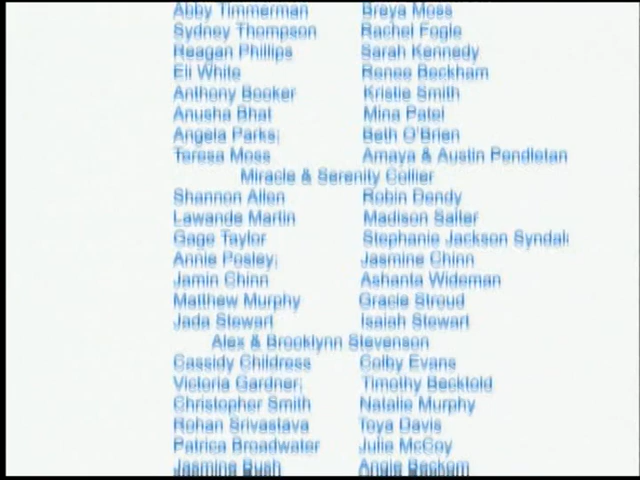 Abby Timmerman Breya Moss
Sydney Thompson Rachel Fogle
Reagan Phillips Sarah Kennedy
Eli White Renee Beckham
Anthony Booker Kristie Smith
Anusha Bhat Mina Patel
Angela Parks; Beth O'Brien
Teresa Moss Amaya & Austin Pendletan
Miracle & Serenity Collier
Shannon Allen Robin Dendy
Lawanda Martin Madison Salter
Gage Taylor Stephanie Jackson Syndal
Annie Posley; Jasmine Chinn
Jamin Chinn Ashanta Wideman
Matthew Murphy Gracie Stroud
Jada Stewart Isaiah Stewart
Alex & Brooklynn Stevenson
Cassidy Childress Colby Evans
Victoria Gardner; Timothy Becktold
Christopher Smith Natalie Murphy
Rohan Srivastava Toya Davis
Patrica Broadwater Julie McCoy
Jasmine Bush Angie Beckom